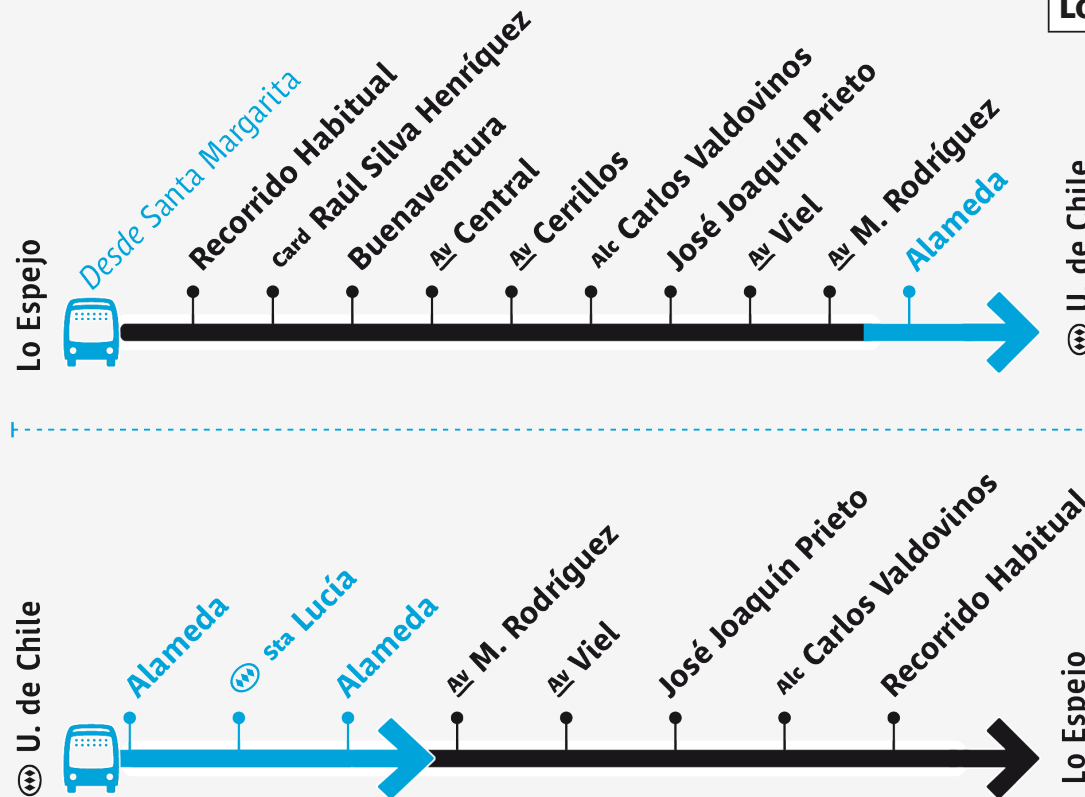 Lo
Lo Espejo
Desde Santa Margarita
Recorrido Habitual
Card Raúl Silva Henríquez
Buenaventura
Av Central
Av Cerrillos
Alc Carlos Valdovinos
José Joaquín Prieto
Av Viel
Av M. Rodríguez
Alameda
U. de Chile
U. de Chile
Alameda
Sta Lucía
Alameda
Av M. Rodríguez
Av Viel
José Joaquín Prieto
Alc Carlos Valdovinos
Recorrido Habitual
Lo Espejo